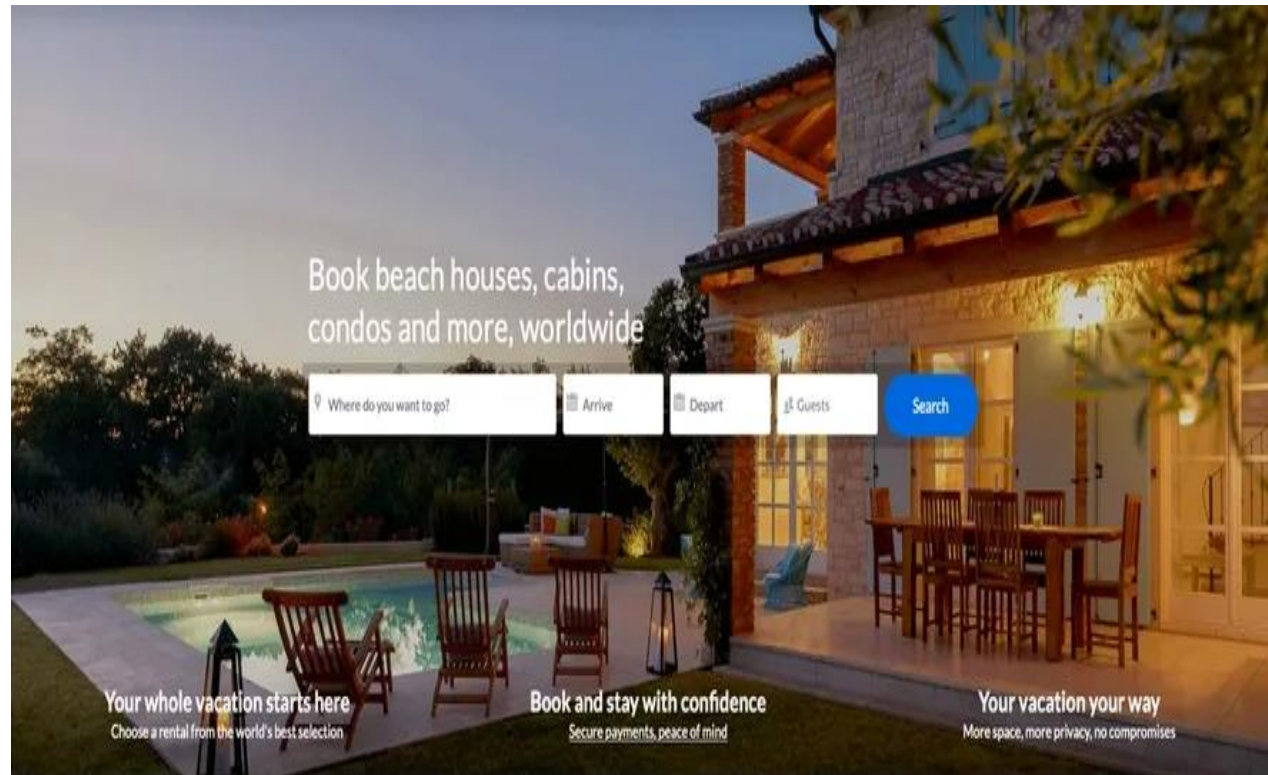 Book beach houses, cabins,
condos and more, worldwide
Where do you want to go?
Arrive
Depart
Guests
Search
Your whole vacation starts here
Choose a rental from the world's best selection
Book and stay with confidence
Secure payments, peace of mind
Your vacation your way
More space, more privacy, no compromises